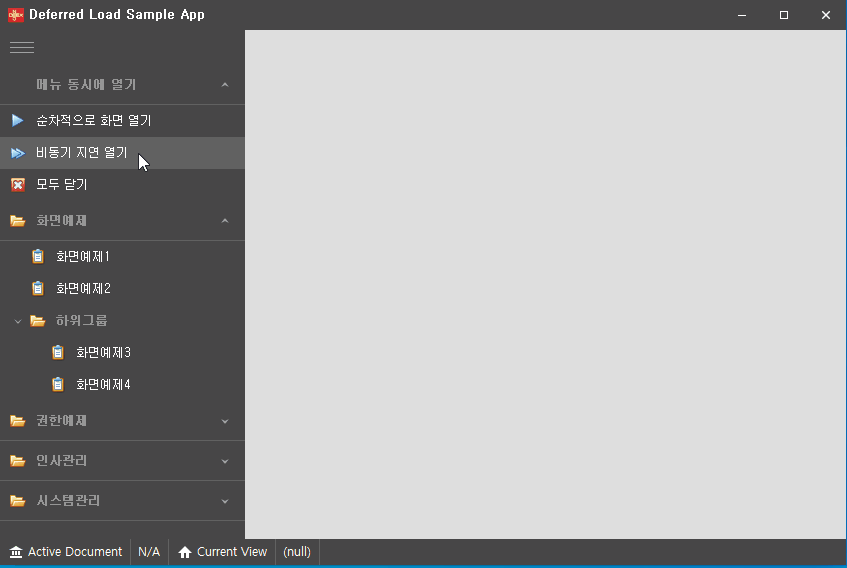 Deferred Load Sample App
메뉴 동시에 열기
순차적으로 화면 열기
비동기 지연 열기
모두 닫기
화면예제
화면예제1
화면예제2
하위그룹
화면예제3
화면예제4
권한예제
인사관리
시스템관리
Active Document N/A Current View (null)